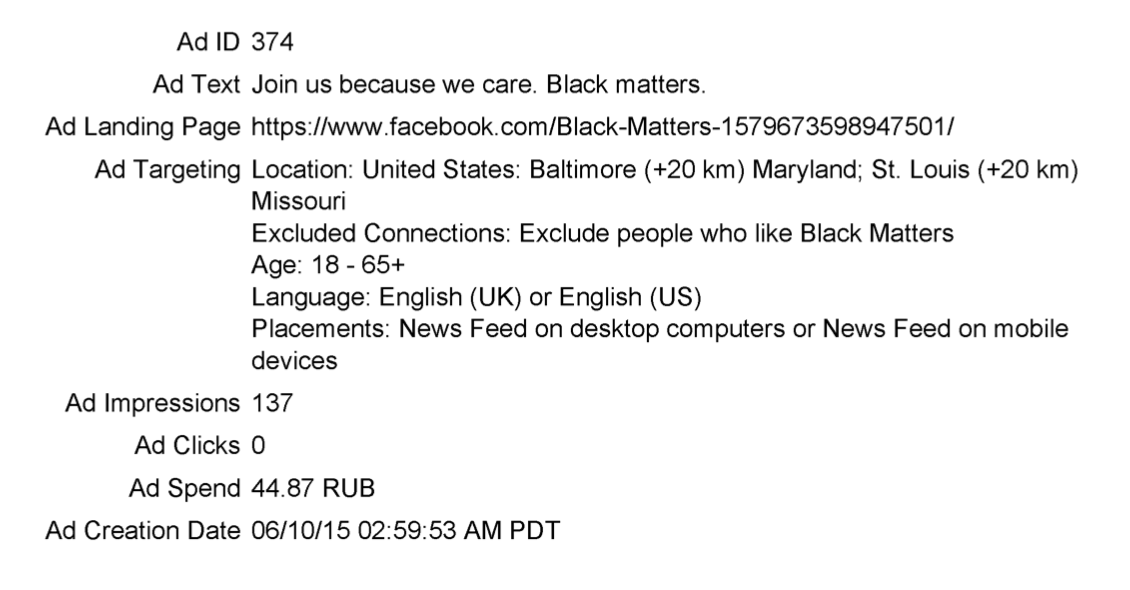 Ad ID 374
Ad Text Join us because we care. Black matters.
Ad Landing Page https://www.facebook.com/Black-Matters-1579673598947501/
Ad Targeting Location: United States: Baltimore (+20 km) Maryland; St. Louis (+20 km)
Missouri
Excluded Connections: Exclude people who like Black Matters
Age: 18 - 65+
Language: English (UK) or English (US)
Placements: News Feed on desktop computers or News Feed on mobile
devices
Ad Impressions 137
Ad Clicks 0
Ad Spend 44.87 RUB
Ad Creation Date 06/10/15 02:59:53 AM PDT